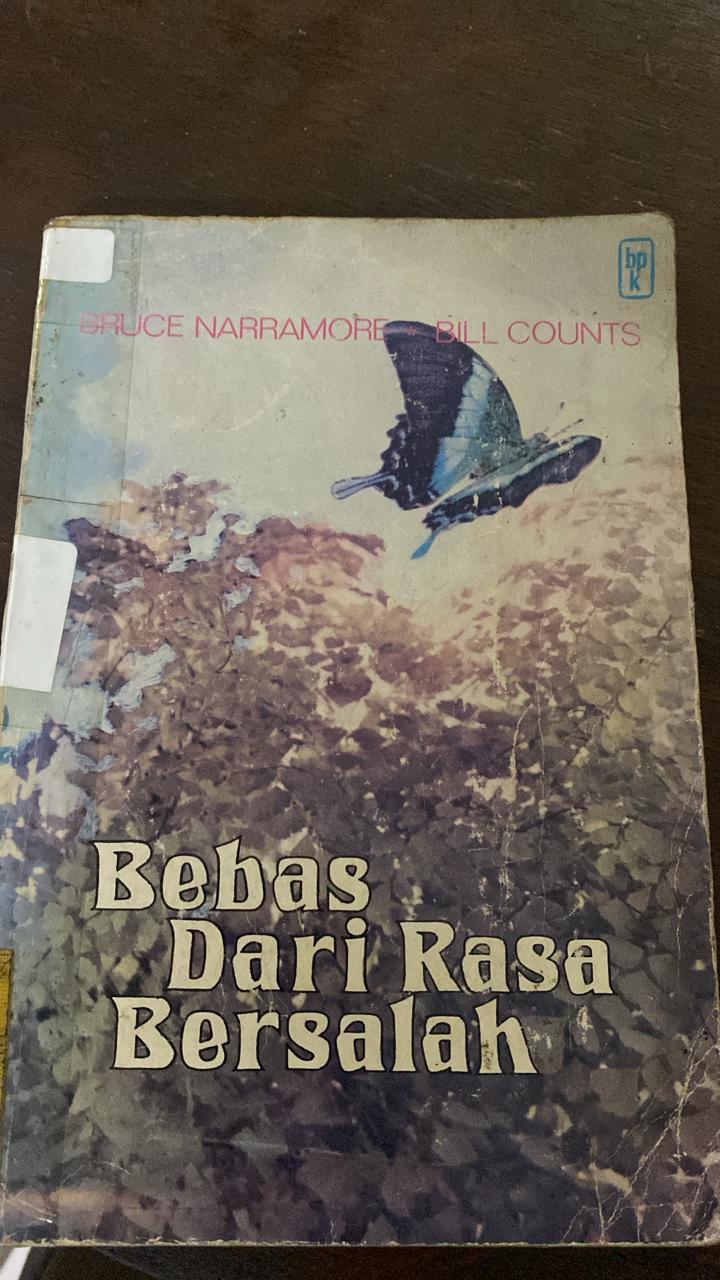 bp
k
BRUCE NARRAMORE * BILL COUNTS
Bebas
Dari Rasa
Bersalah